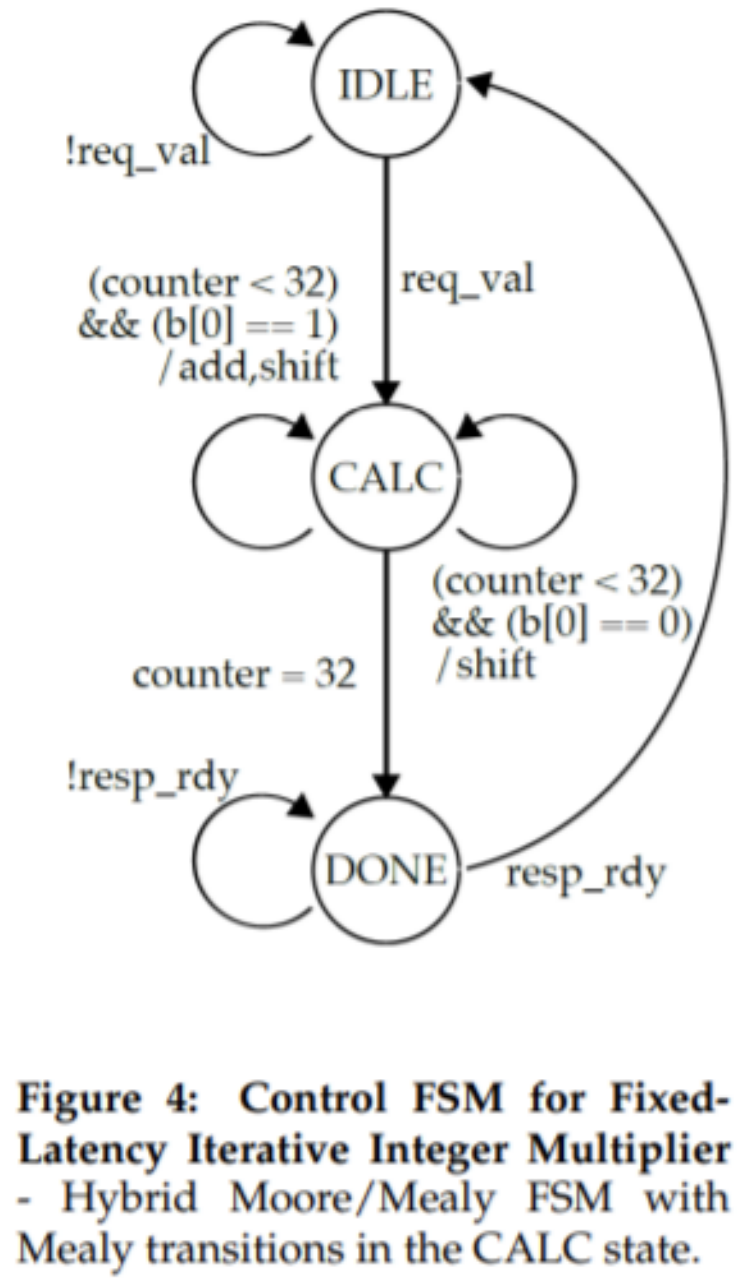 IDLE
!req_val
(counter < 32)
&& (b[0] == 1)
/add,shift
req_val
CALC
(counter < 32)
&& (b[0] == 0)
/shift
counter = 32
!resp_rdy
DONE
resp_rdy
Figure 4: Control FSM for Fixed-
Latency Iterative Integer Multiplier
- Hybrid Moore/Mealy FSM with
Mealy transitions in the CALC state.